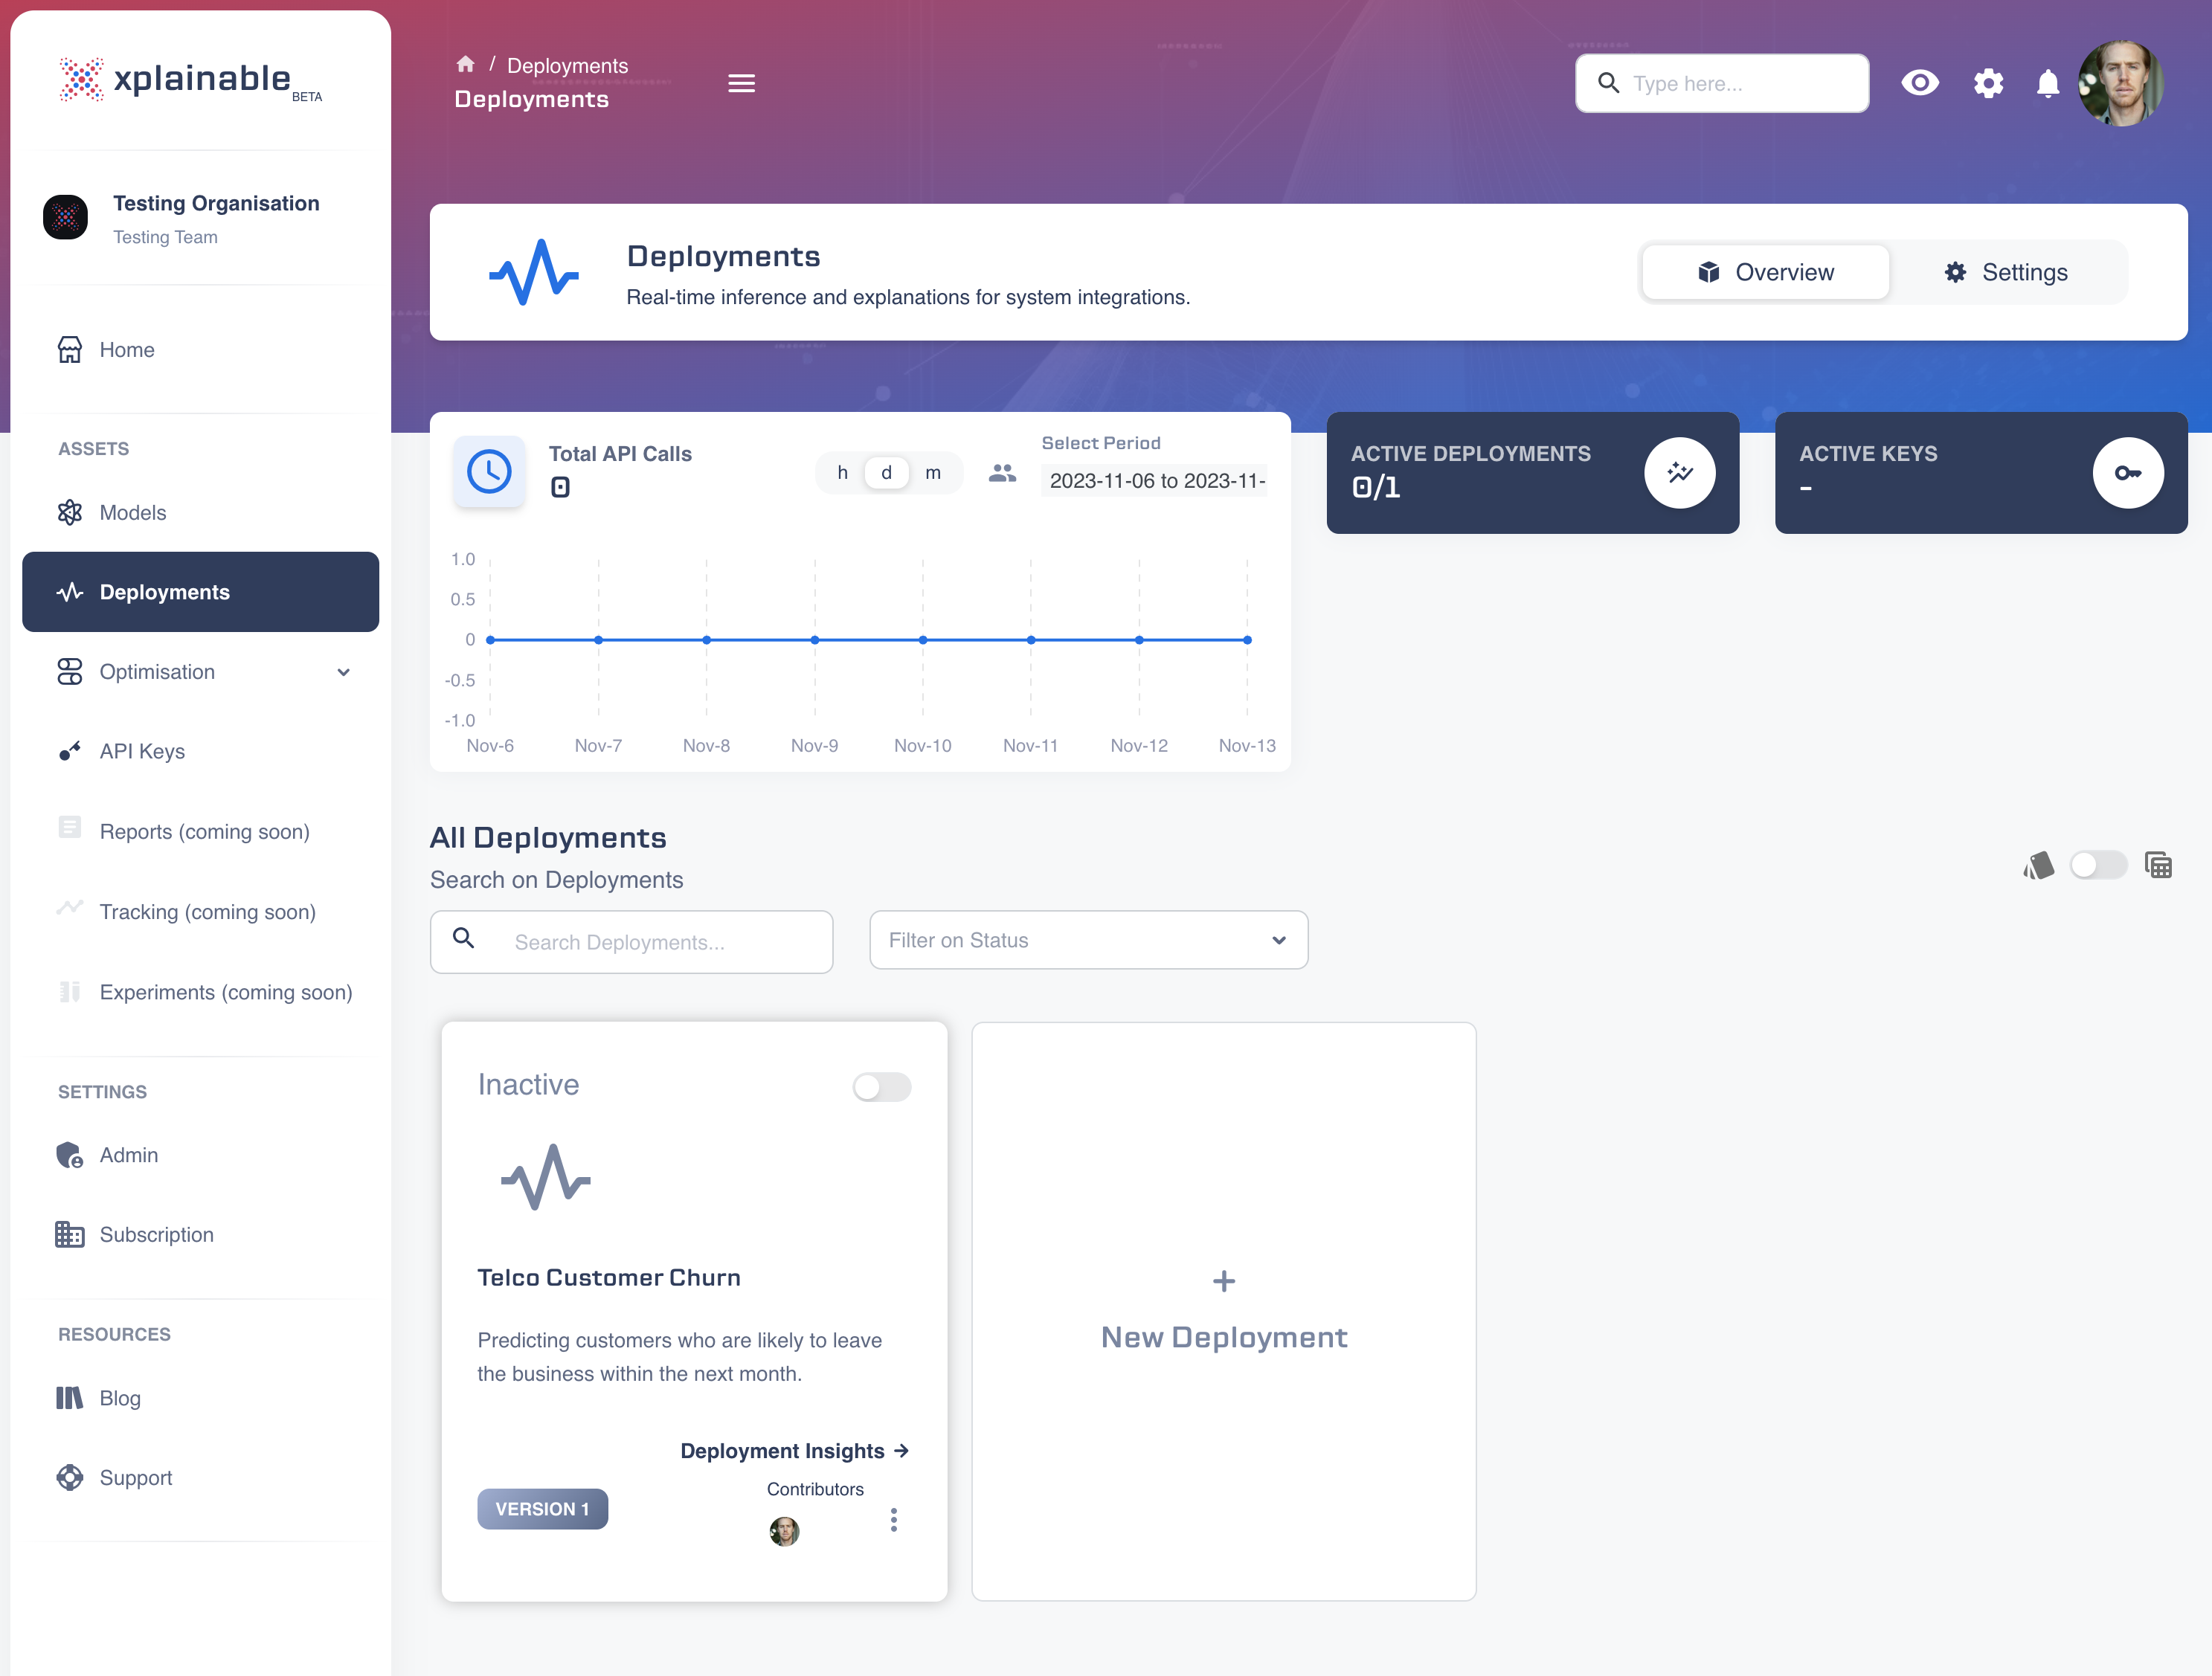 xplainable
BETA
Testing Organisation
Testing Team
Home
ASSETS
Models
Deployments
Optimisation
API Keys
Reports (coming soon)
Tracking (coming soon)
Experiments (coming soon)
SETTINGS
Admin
Subscription
RESOURCES
Blog
Support
/ Deployments
Deployments
Type here...
Deployments
Real-time inference and explanations for system integrations.
Overview
Settings
Total API Calls
0
h d m
Select Period
2023-11-06 to 2023-11-
1.0
0.5
0
-0.5
-1.0
Nov-6 Nov-7 Nov-8 Nov-9 Nov-10 Nov-11 Nov-12 Nov-13
ACTIVE DEPLOYMENTS
0/1
ACTIVE KEYS
-
All Deployments
Search on Deployments
Search Deployments...
Filter on Status
Inactive
Telco Customer Churn
Predicting customers who are likely to leave
the business within the next month.
Deployment Insights →
Contributors
VERSION 1
+
New Deployment